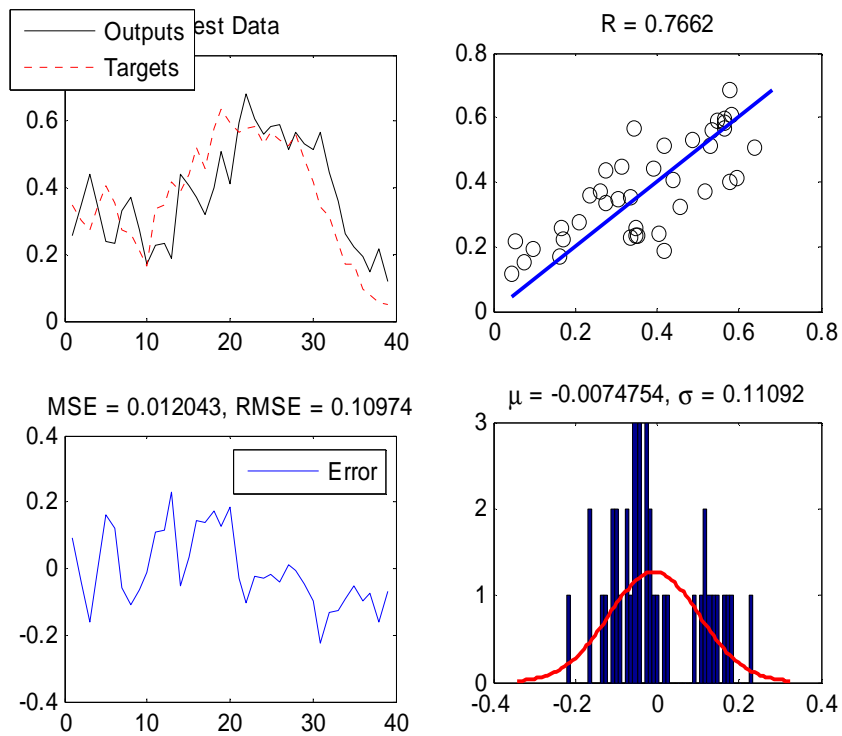 Outputs
Targets
est Data
0.6
0.4
0.2
0
0 10 20 30 40
R = 0.7662
0.8
0.6
0.4
0.2
0
0 0.2 0.4 0.6 0.8
MSE = 0.012043, RMSE = 0.10974
Error
0.4
0.2
0
-0.2
-0.4
0 10 20 30 40
μ = -0.0074754, σ = 0.11092
3
2
1
0
-0.4 -0.2 0 0.2 0.4